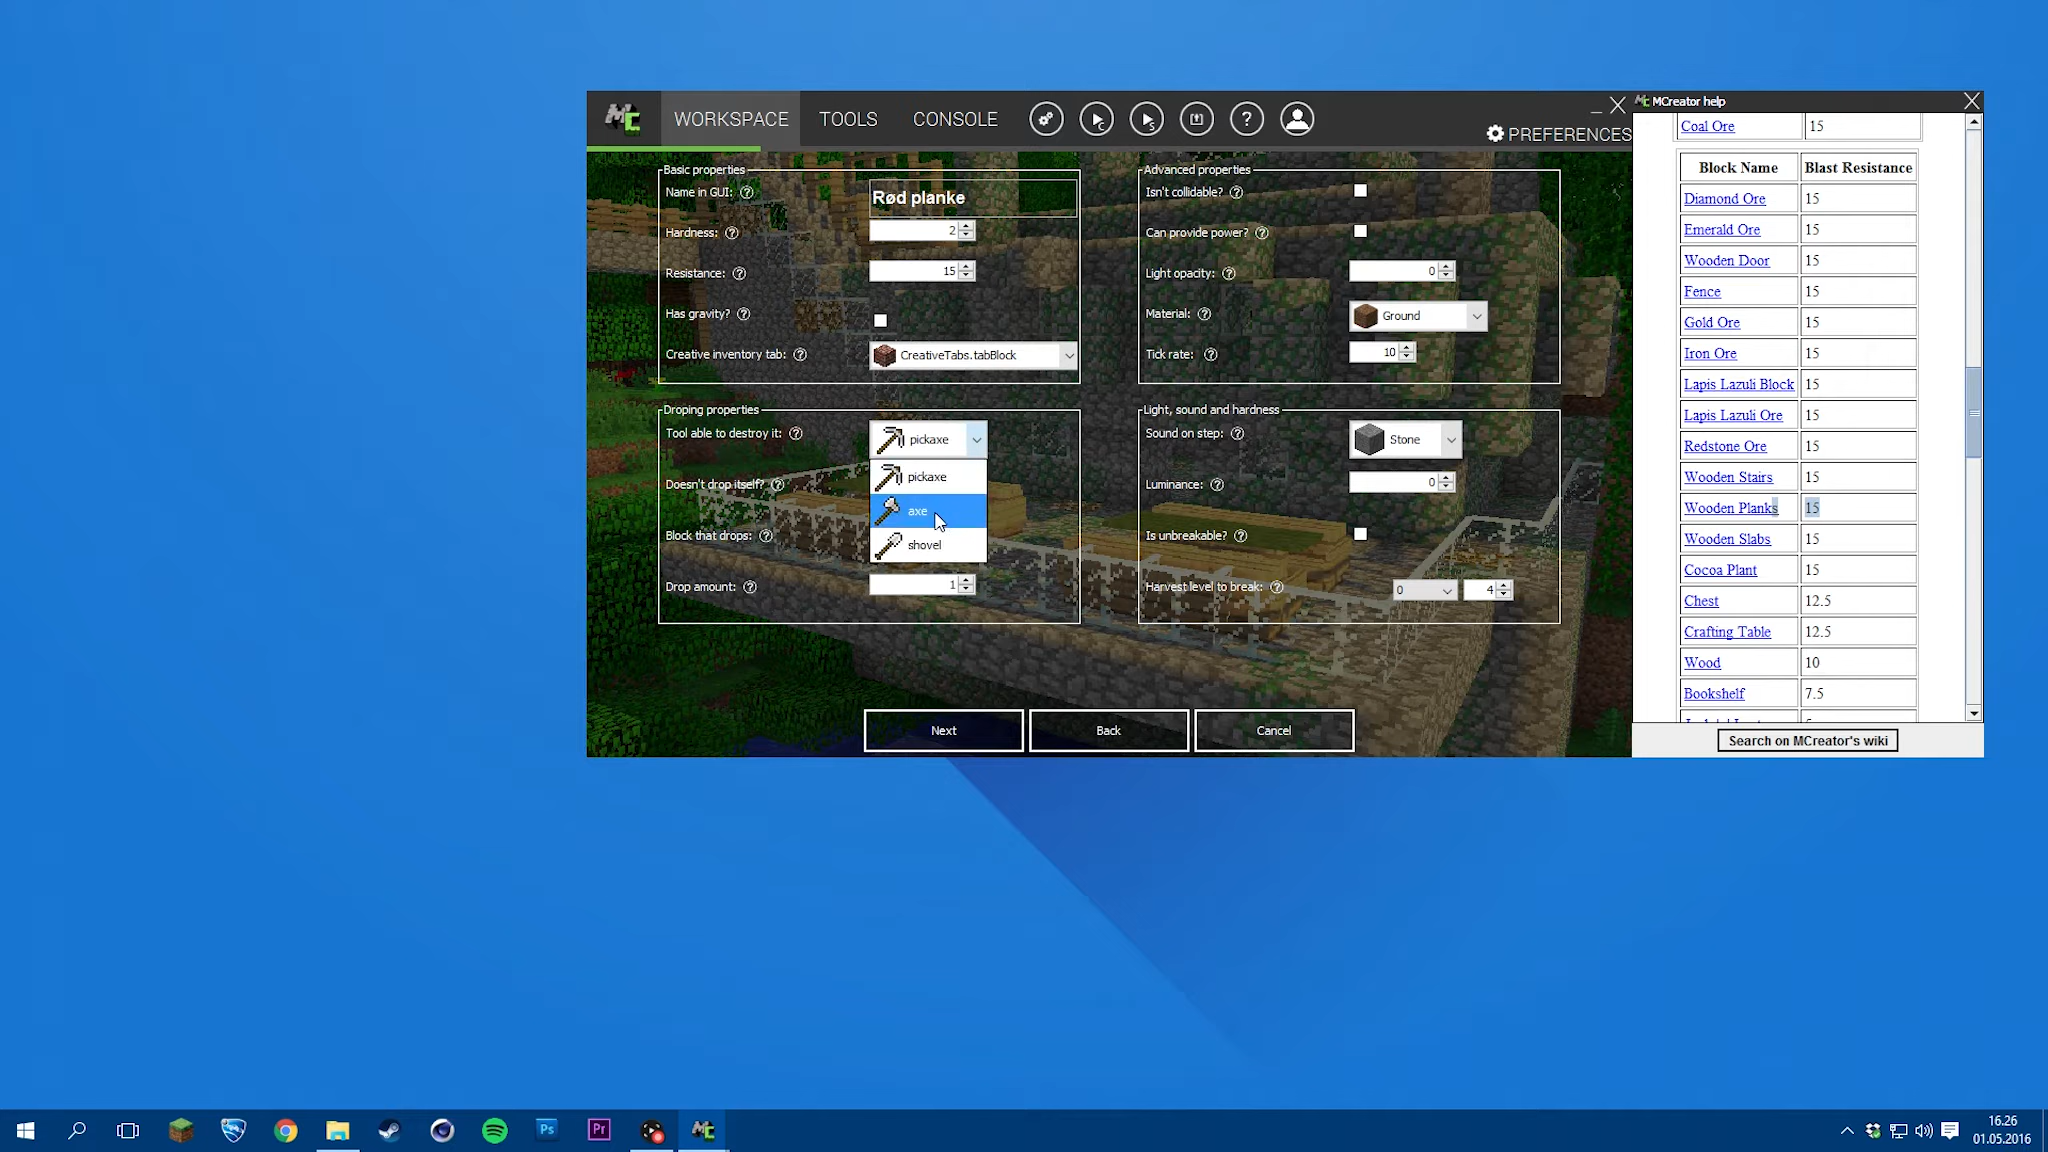 WORKSPACE
TOOLS
CONSOLE
PREFERENCES
Basic properties
Name in GUI:
Rød planke
Hardness:
2
Resistance:
15
Has gravity?
Creative inventory tab:
CreativeTabs.tabBlock
Droping properties
Tool able to destroy it:
pickaxe
pickaxe
axe
shovel
Doesn't drop itself?
Block that drops:
Drop amount:
1
Advanced properties
Isn't collidable?
Can provide power?
Light opacity:
0
Material:
Ground
Tick rate:
10
Light, sound and hardness
Sound on step:
Stone
Luminance:
0
Is unbreakable?
Harvest level to break:
0
4
Next
Back
Cancel
MCreator help
Coal Ore 15
Block Name Blast Resistance
Diamond Ore 15
Emerald Ore 15
Wooden Door 15
Fence 15
Gold Ore 15
Iron Ore 15
Lapis Lazuli Block 15
Lapis Lazuli Ore 15
Redstone Ore 15
Wooden Stairs 15
Wooden Planks 15
Wooden Slabs 15
Cocoa Plant 15
Chest 12.5
Crafting Table 12.5
Wood 10
Bookshelf 7.5
Search on MCreator's wiki
Ps
Pr
16.26
01.05.2016